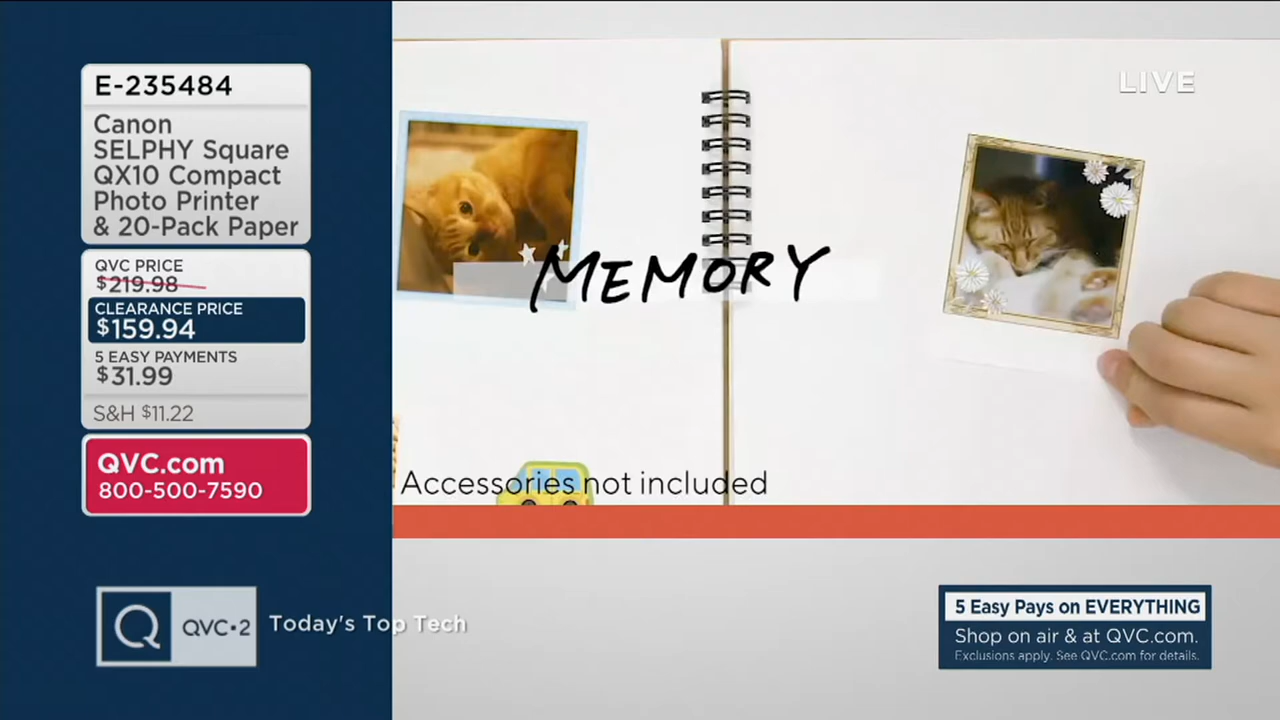 E-235484
Canon
SELPHY Square
QX10 Compact
Photo Printer
& 20-Pack Paper
QVC PRICE
$219.98
CLEARANCE PRICE
$159.94
5 EASY PAYMENTS
$31.99
S&H $11.22
QVC.com
800-500-7590
LIVE
MEMORY
Accessories not included
Q QVC•2
Today's Top Tech
5 Easy Pays on EVERYTHING
Shop on air & at QVC.com.
Exclusions apply. See QVC.com for details.